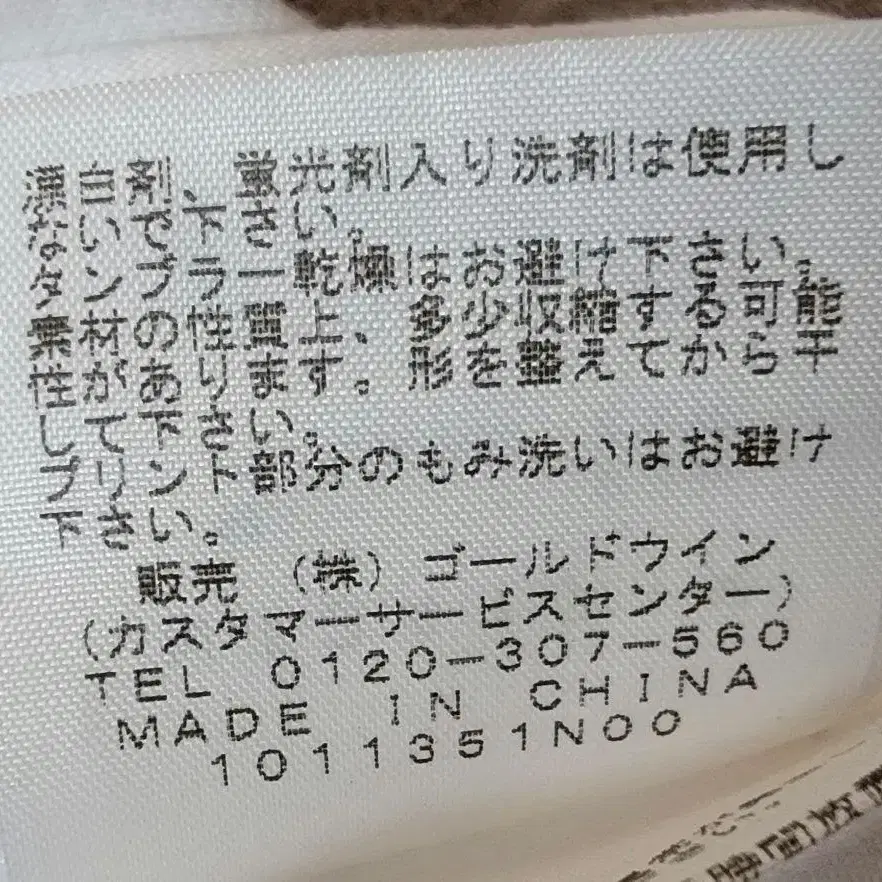 漂白剤、蛍光剤入り洗剤は使用し
ないで下さい。
タンブラー乾燥はお避け下さい。
素材の性質上、多少収縮する可能
性があります。形を整えてから干
して下さい。
プリント部分のもみ洗いはお避け
下さい。
販売 (株)ゴールドウイン
(カスタマーサービスセンター)
TEL 0120-307-560
MADE IN CHINA
1011351N00
時間放